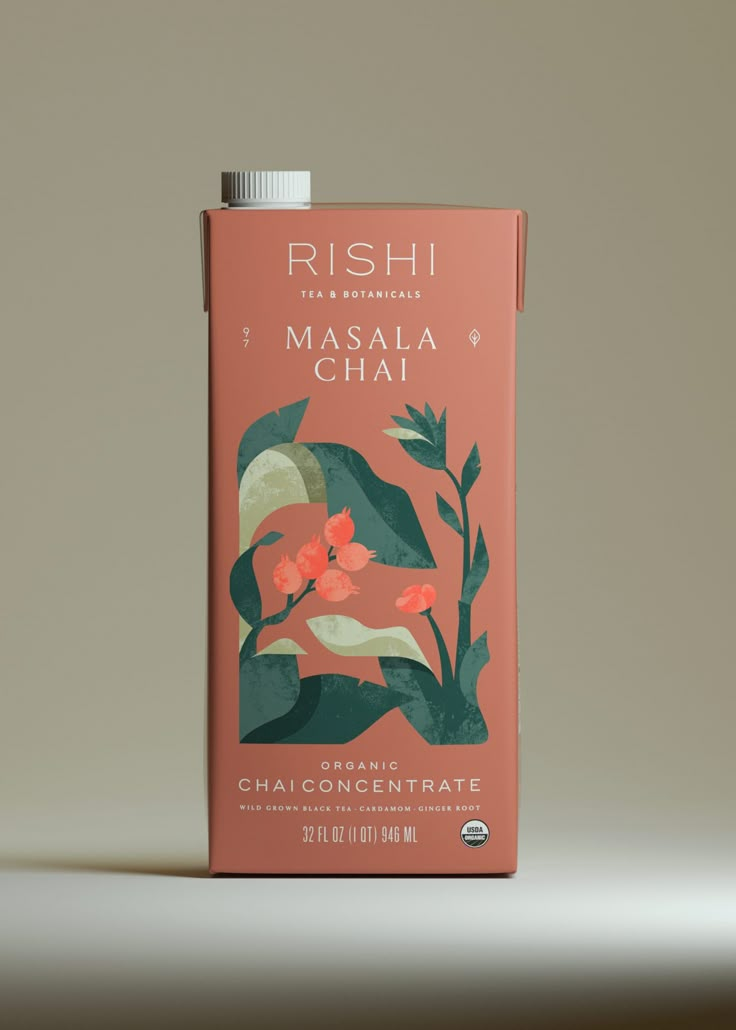 RISHI
TEA & BOTANICALS
97
MASALA
CHAI
ORGANIC
CHAI CONCENTRATE
WILD GROWN BLACK TEA · CARDAMOM · GINGER ROOT
32 FL OZ (1 QT) 946 ML
USDA
ORGANIC